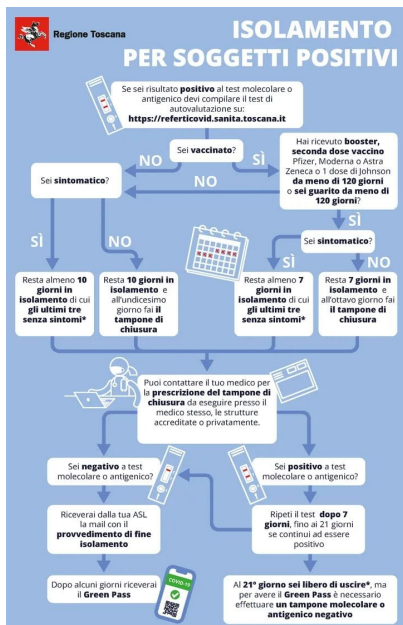 Regione Toscana
ISOLAMENTO
PER SOGGETTI POSITIVI
Se sei risultato positivo al test molecolare o
antigenico devi compilare il test di
autovalutazione su:
https://referticovid.sanita.toscana.it
Sei vaccinato?
NO
SÌ
Hai ricevuto booster,
seconda dose vaccino
Pfizer, Moderna o Astra
Zeneca o 1 dose di Johnson
da meno di 120 giorni
o sei guarito da meno di
120 giorni?
Sei sintomatico?
NO
SÌ
Sei sintomatico?
SÌ
NO
SÌ
NO
Resta almeno 10
giorni in
isolamento di cui
gli ultimi tre
senza sintomi*
Resta 10 giorni in
isolamento e
all'undicesimo
giorno fai il
tampone di
chiusura
Resta almeno 7
giorni in
isolamento di cui
gli ultimi tre
senza sintomi*
Resta 7 giorni in
isolamento e
all'ottavo giorno fai
il tampone di
chiusura
Puoi contattare il tuo medico per
la prescrizione del tampone di
chiusura da eseguire presso il
medico stesso, le strutture
accreditate o privatamente.
Sei negativo a test
molecolare o antigenico?
Sei positivo a test
molecolare o antigenico?
Riceverai dalla tua ASL
la mail con il
provvedimento di fine
isolamento
Ripeti il test dopo 7
giorni, fino ai 21 giorni
se continui ad essere
positivo
Dopo alcuni giorni riceverai
il Green Pass
COVID-19
Al 21° giorno sei libero di uscire*, ma
per avere il Green Pass è necessario
effettuare un tampone molecolare o
antigenico negativo